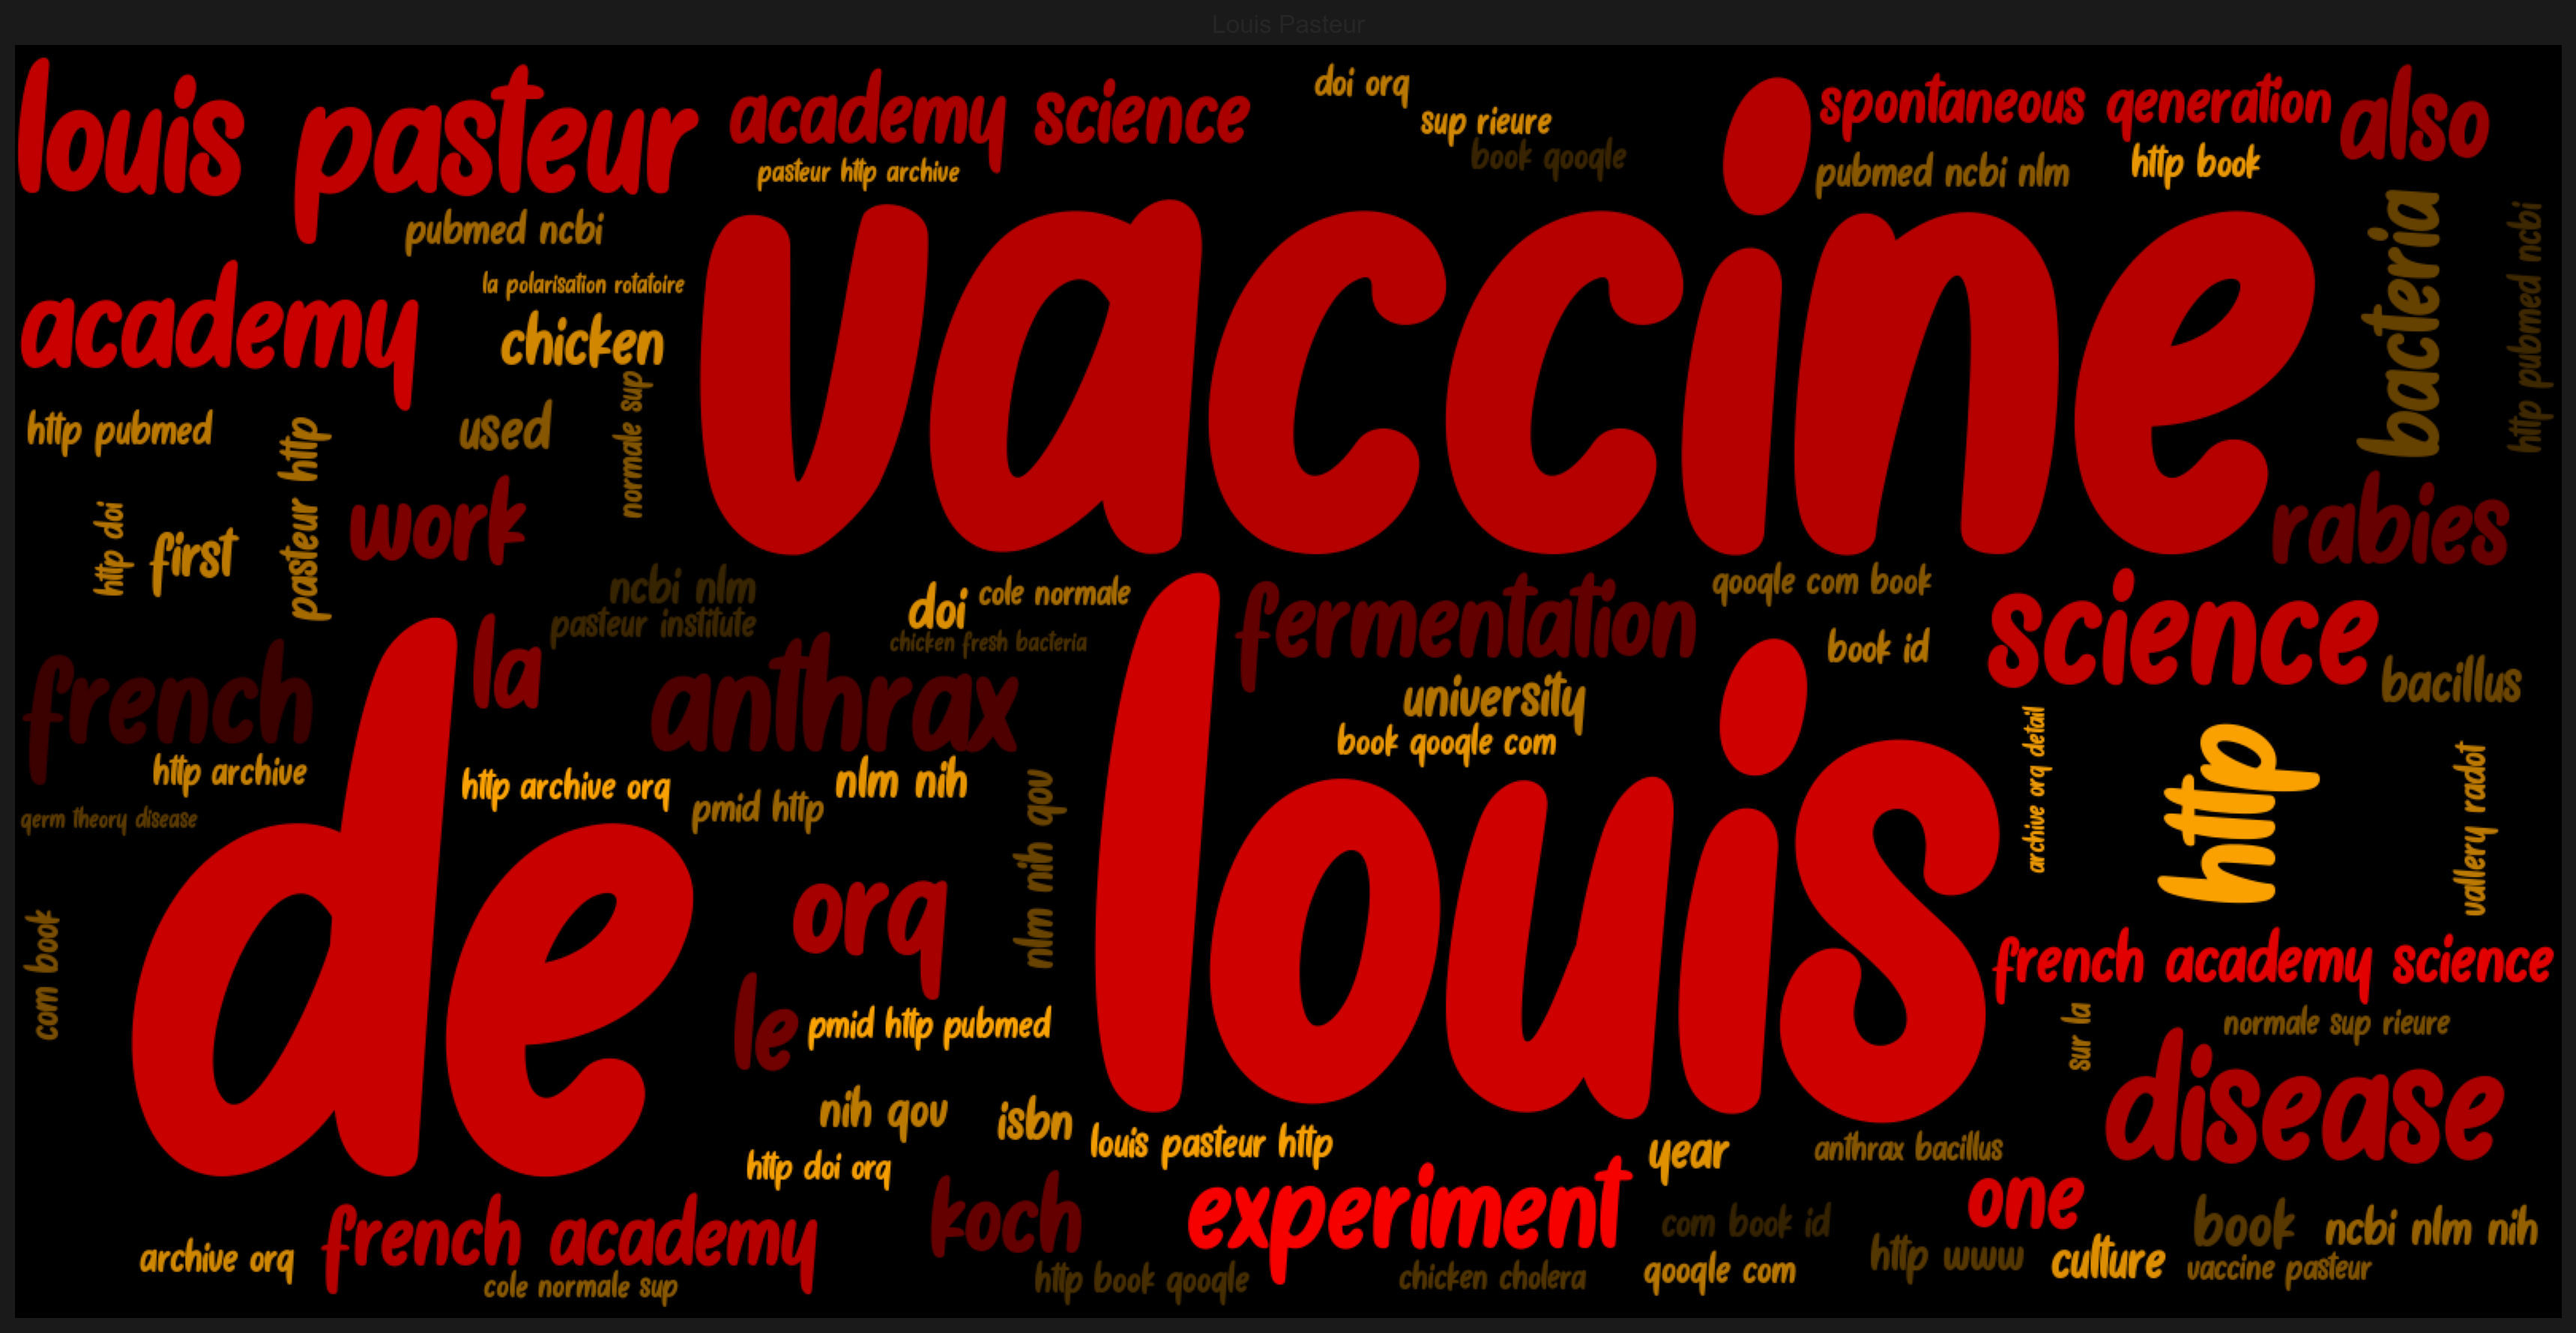 Louis Pasteur
louis pasteur
academy science
doi org
sup rieure
book google
spontaneous generation
also
pasteur http archive
pubmed ncbi nlm
http book
pubmed ncbi
vaccine
bacteria
http pubmed ncbi
academy
la polarisation rotatoire
chicken
normale sup
http pubmed
pasteur http
used
work
rabies
http doi
first
ncbi nlm
pasteur institute
doi
cole normale
chicken fresh bacteria
fermentation
google com book
science
book id
bacillus
french
la
anthrax
university
book google com
louis
archive org detail
http
vallery radot
http archive
de
http archive org
pmid http
nlm nih
nlm nih gov
germ theory disease
com book
org
le
pmid http pubmed
french academy science
sur la
normale sup rieure
disease
nih gov
isbn
louis pasteur http
year
anthrax bacillus
http doi org
koch
experiment
one
com book id
book
ncbi nlm nih
archive org
french academy
cole normale sup
http book google
chicken cholera
google com
http www
culture
vaccine pasteur